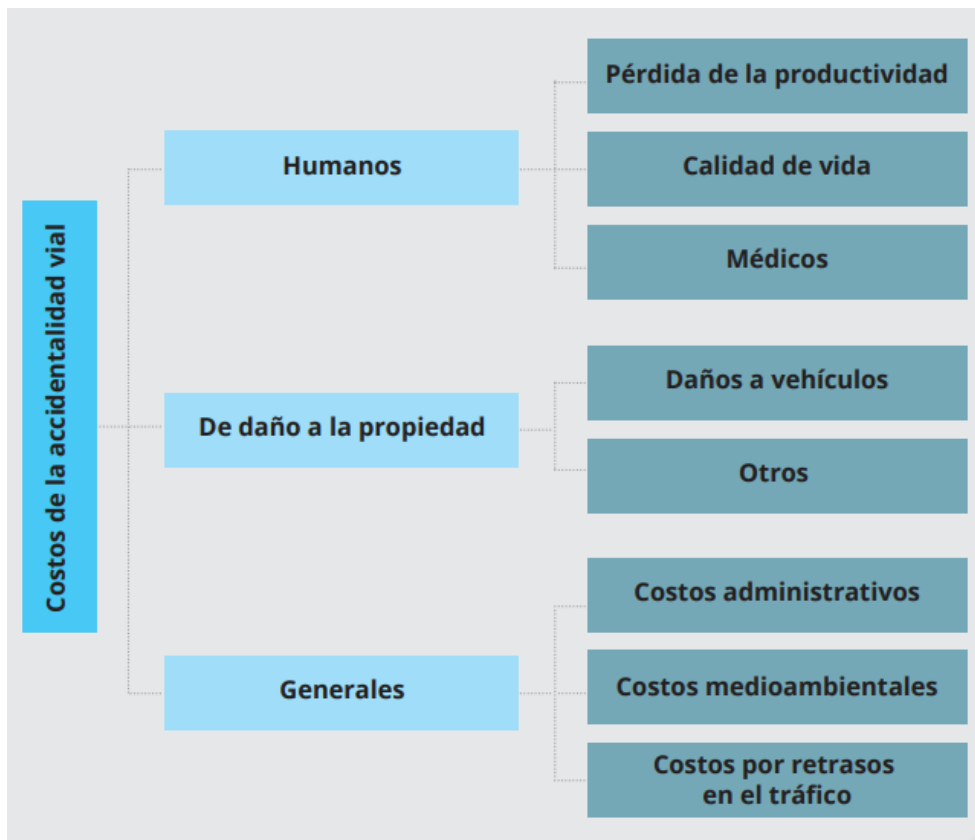 Costos de la accidentalidad vial
Humanos
Pérdida de la productividad
Calidad de vida
Médicos
De daño a la propiedad
Daños a vehículos
Otros
Generales
Costos administrativos
Costos medioambientales
Costos por retrasos
en el tráfico